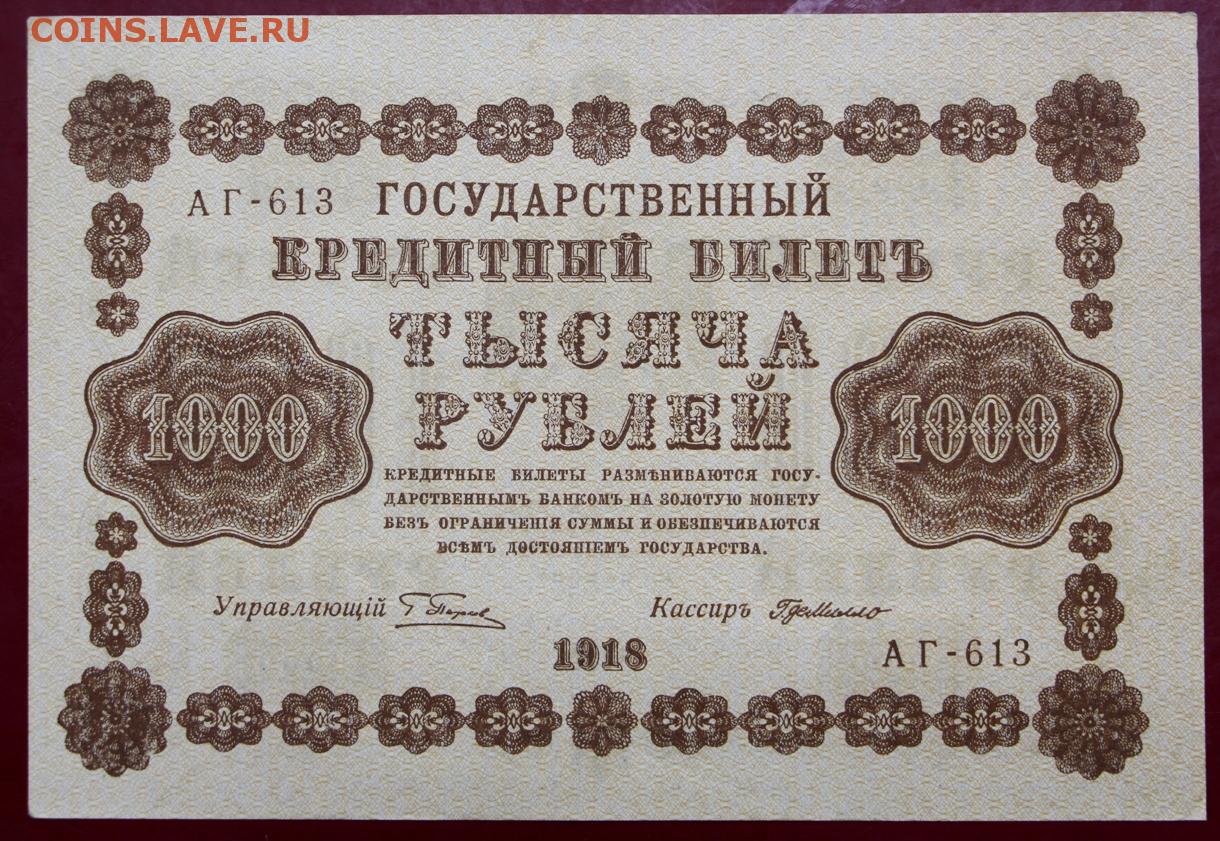 COINS.LAVE.RU
АГ-613 ГОСУДАРСТВЕННЫЙ
КРЕДИТНЫЙ БИЛЕТЪ
ТЫСЯЧА
РУБЛЕЙ
1000 1000
КРЕДИТНЫЕ БИЛЕТЫ РАЗМѢНИВАЮТСЯ ГОСУ-
ДАРСТВЕННЫМЪ БАНКОМЪ НА ЗОЛОТУЮ МОНЕТУ
БЕЗЪ ОГРАНИЧЕНІЯ СУММЫ И ОБЕЗПЕЧИВАЮТСЯ
ВСѢМЪ ДОСТОЯНІЕМЪ ГОСУДАРСТВА.
Управляющій Кассиръ
1918 АГ-613